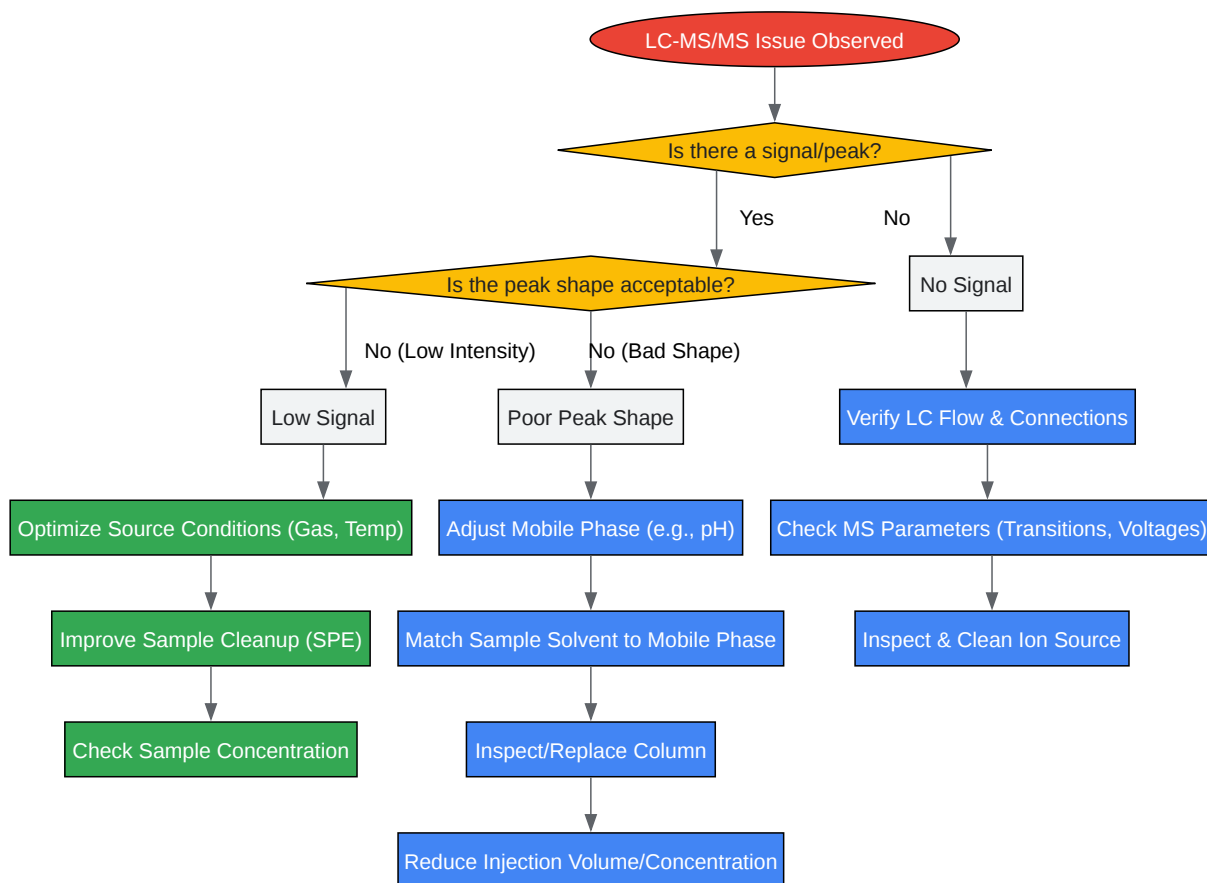 LC-MS/MS Issue Observed
Is there a signal/peak?
Yes
No
Is the peak shape acceptable?
No Signal
No (Low Intensity)
No (Bad Shape)
Low Signal
Poor Peak Shape
Verify LC Flow & Connections
Optimize Source Conditions (Gas, Temp)
Adjust Mobile Phase (e.g., pH)
Check MS Parameters (Transitions, Voltages)
Improve Sample Cleanup (SPE)
Match Sample Solvent to Mobile Phase
Inspect & Clean Ion Source
Check Sample Concentration
Inspect/Replace Column
Reduce Injection Volume/Concentration